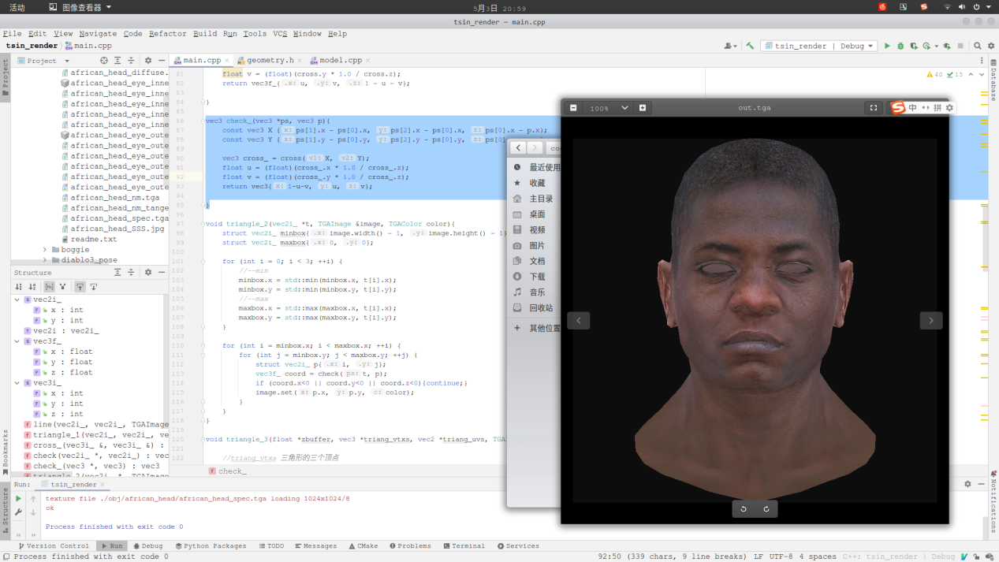 活动 图像查看器 5月3日 20:59
tsin_render – main.cpp
File Edit View Navigate Code Refactor Build Run Tools VCS Window Help
tsin_render main.cpp tsin_render | Debug
Project main.cpp geometry.h model.cpp
african_head_diffuse.
african_head_eye_inne
african_head_eye_inne
african_head_eye_inne
african_head_eye_inne
african_head_eye_inne
african_head_eye_oute
african_head_eye_oute
african_head_eye_oute
african_head_eye_oute
african_head_eye_oute
african_head_eye_oute
african_head_nm.tga
african_head_nm_tange
african_head_spec.tga
african_head_SSS.jpg
readme.txt
boggie
diablo3_pose
Structure
vec2i_
x : int
y : int
vec2i : vec2i_
vec3f_
x : float
y : float
z : float
vec3i_
x : int
y : int
z : int
line(vec2i_, vec2i_, TGAImage
triangle_1(vec2i_, vec2i_, ve
cross_(vec3i_ &, vec3i_ &) :
check(vec2i_ *, vec2i_) : vec
check_(vec3 *, vec3) : vec3
triangle_2(vec2i_ *, TGAImage
81 float v = (float)(cross.y * 1.0 / cross.z);
82 return vec3f_{ .x: u, .y: v, .z: 1 - u - v};
83
84 }
85
86 vec3 check_(vec3 *ps, vec3 p){
87 const vec3 X { x: ps[1].x - ps[0].x, y: ps[2].x - ps[0].x, z: ps[0].x - p.x};
88 const vec3 Y { x: ps[1].y - ps[0].y, y: ps[2].y - ps[0].y, z: ps[0]
89
90 vec3 cross_ = cross( v1: X, v2: Y);
91 float u = (float)(cross_.x * 1.0 / cross_.z);
92 float v = (float)(cross_.y * 1.0 / cross_.z);
93 return vec3{ x: 1-u-v, y: u, z: v};
94
95 }
96
97 void triangle_2(vec2i_ *t, TGAImage &image, TGAColor color){
98 struct vec2i_ minbox{ .x: image.width() - 1, .y: image.height() - 1}
99 struct vec2i_ maxbox{ .x: 0, .y: 0};
100
101 for (int i = 0; i < 3; ++i) {
102 //--min
103 minbox.x = std::min(minbox.x, t[i].x);
104 minbox.y = std::min(minbox.y, t[i].y);
105 //--max
106 maxbox.x = std::max(maxbox.x, t[i].x);
107 maxbox.y = std::max(maxbox.y, t[i].y);
108 }
109
110 for (int i = minbox.x; i < maxbox.x; ++i) {
111 for (int j = minbox.y; j < maxbox.y; ++j) {
112 struct vec2i_ p{ .x: i, .y: j};
113 vec3f_ coord = check( ps: t, p);
114 if (coord.x<0 || coord.y<0 || coord.z<0){continue;}
115 image.set( x: p.x, y: p.y, c: color);
116 }
117 }
118 }
119
120 void triangle_3(float *zbuffer, vec3 *triang_vtxs, vec2 *triang_uvs, TGA
121
122 //triang_vtxs 三角形的三个顶点
check_
40 15
100% out.tga 中 拼
最近使用
收藏
主目录
桌面
视频
图片
文档
下载
音乐
回收站
其他位置
Project
Bookmarks
Structure
Database
Notifications
Run: tsin_render
texture file ./obj/african_head/african_head_spec.tga loading 1024x1024/8
ok
Process finished with exit code 0
Version Control Run Debug Python Packages TODO Messages CMake Problems Terminal Services
Process finished with exit code 0 92:50 (339 chars, 9 line breaks) LF UTF-8 4 spaces C++: tsin_render | Debug